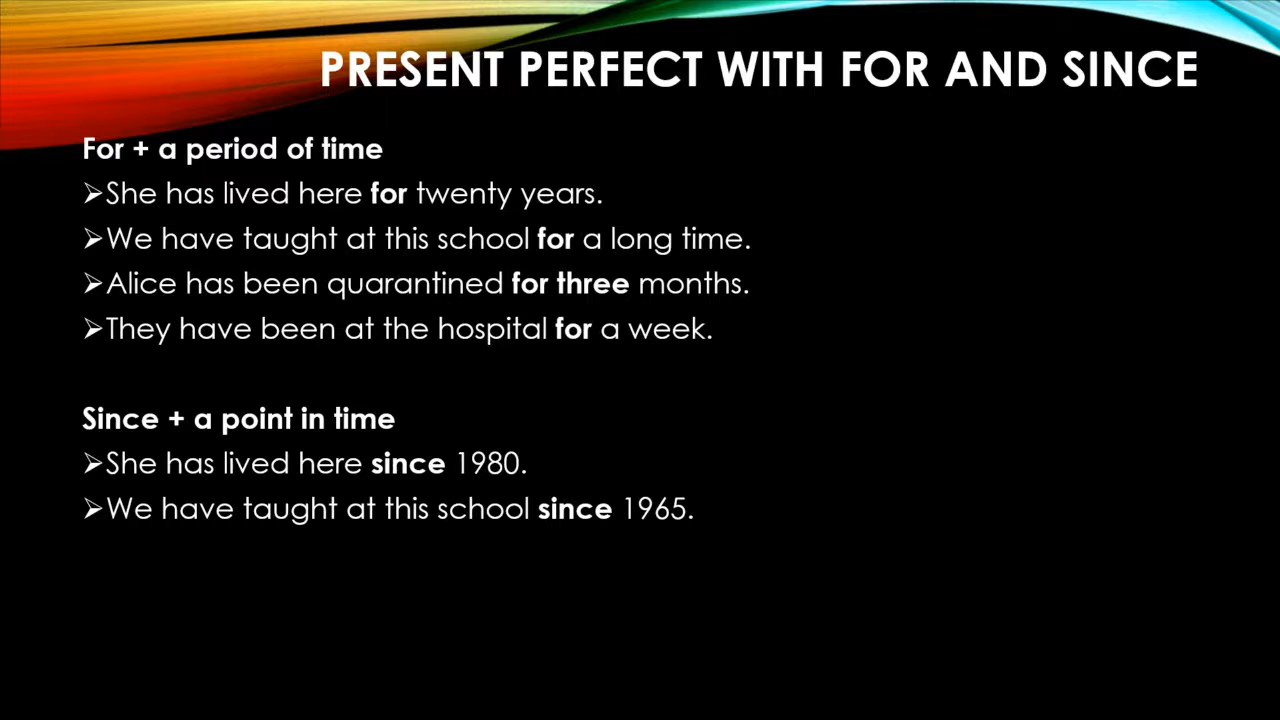 PRESENT PERFECT WITH FOR AND SINCE
For + a period of time
➢She has lived here for twenty years.
➢We have taught at this school for a long time.
➢Alice has been quarantined for three months.
➢They have been at the hospital for a week.
Since + a point in time
➢She has lived here since 1980.
➢We have taught at this school since 1965.